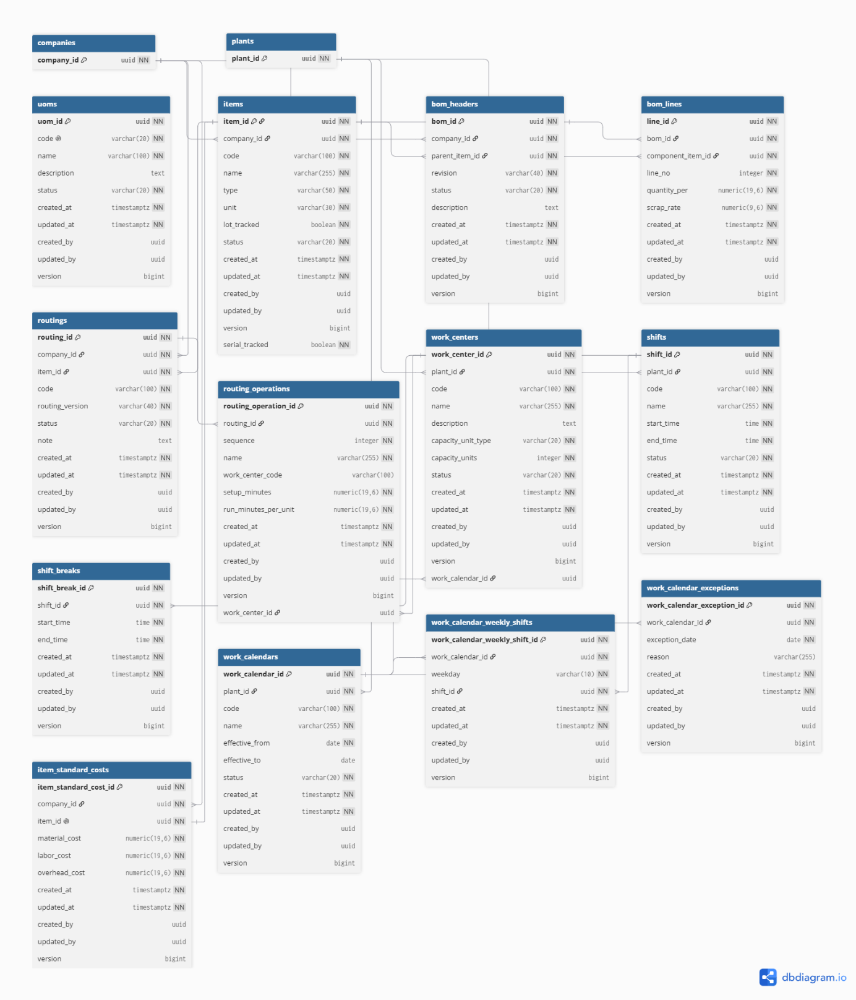 companies
company_id uuid NN
plants
plant_id uuid NN
uoms
uom_id uuid NN
code varchar(20) NN
name varchar(100) NN
description text
status varchar(20) NN
created_at timestamptz NN
updated_at timestamptz NN
created_by uuid
updated_by uuid
version bigint
items
item_id uuid NN
company_id uuid NN
code varchar(100) NN
name varchar(255) NN
type varchar(50) NN
unit varchar(30) NN
lot_tracked boolean NN
status varchar(20) NN
created_at timestamptz NN
updated_at timestamptz NN
created_by uuid
updated_by uuid
version bigint
serial_tracked boolean NN
bom_headers
bom_id uuid NN
company_id uuid NN
parent_item_id uuid NN
revision varchar(40) NN
status varchar(20) NN
description text
created_at timestamptz NN
updated_at timestamptz NN
created_by uuid
updated_by uuid
version bigint
bom_lines
line_id uuid NN
bom_id uuid NN
component_item_id uuid NN
line_no integer NN
quantity_per numeric(19,6) NN
scrap_rate numeric(9,6) NN
created_at timestamptz NN
updated_at timestamptz NN
created_by uuid
updated_by uuid
version bigint
routings
routing_id uuid NN
company_id uuid NN
item_id uuid NN
code varchar(100) NN
routing_version varchar(40) NN
status varchar(20) NN
note text
created_at timestamptz NN
updated_at timestamptz NN
created_by uuid
updated_by uuid
version bigint
routing_operations
routing_operation_id uuid NN
routing_id uuid NN
sequence integer NN
name varchar(255) NN
work_center_code varchar(100)
setup_minutes numeric(19,6) NN
run_minutes_per_unit numeric(19,6) NN
created_at timestamptz NN
updated_at timestamptz NN
created_by uuid
updated_by uuid
version bigint
work_center_id uuid
work_centers
work_center_id uuid NN
plant_id uuid NN
code varchar(100) NN
name varchar(255) NN
description text
capacity_unit_type varchar(20) NN
capacity_units integer NN
status varchar(20) NN
created_at timestamptz NN
updated_at timestamptz NN
created_by uuid
updated_by uuid
version bigint
work_calendar_id uuid
shifts
shift_id uuid NN
plant_id uuid NN
code varchar(100) NN
name varchar(255) NN
start_time time NN
end_time time NN
status varchar(20) NN
created_at timestamptz NN
updated_at timestamptz NN
created_by uuid
updated_by uuid
version bigint
shift_breaks
shift_break_id uuid NN
shift_id uuid NN
start_time time NN
end_time time NN
created_at timestamptz NN
updated_at timestamptz NN
created_by uuid
updated_by uuid
version bigint
work_calendars
work_calendar_id uuid NN
plant_id uuid NN
code varchar(100) NN
name varchar(255) NN
effective_from date NN
effective_to date
status varchar(20) NN
created_at timestamptz NN
updated_at timestamptz NN
created_by uuid
updated_by uuid
version bigint
work_calendar_weekly_shifts
work_calendar_weekly_shift_id uuid NN
work_calendar_id uuid NN
weekday varchar(10) NN
shift_id uuid NN
created_at timestamptz NN
updated_at timestamptz NN
created_by uuid
updated_by uuid
version bigint
work_calendar_exceptions
work_calendar_exception_id uuid NN
work_calendar_id uuid NN
exception_date date NN
reason varchar(255)
created_at timestamptz NN
updated_at timestamptz NN
created_by uuid
updated_by uuid
version bigint
item_standard_costs
item_standard_cost_id uuid NN
company_id uuid NN
item_id uuid NN
material_cost numeric(19,6) NN
labor_cost numeric(19,6) NN
overhead_cost numeric(19,6) NN
created_at timestamptz NN
updated_at timestamptz NN
created_by uuid
updated_by uuid
version bigint
dbdiagram.io